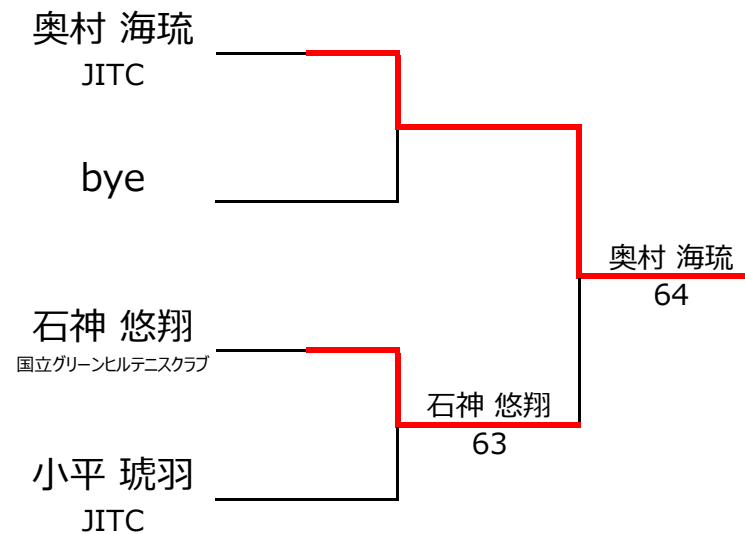 奥村 海琉
JITC
bye
石神 悠翔
国立グリーンヒルテニスクラブ
小平 琥羽
JITC
石神 悠翔
63
奥村 海琉
64